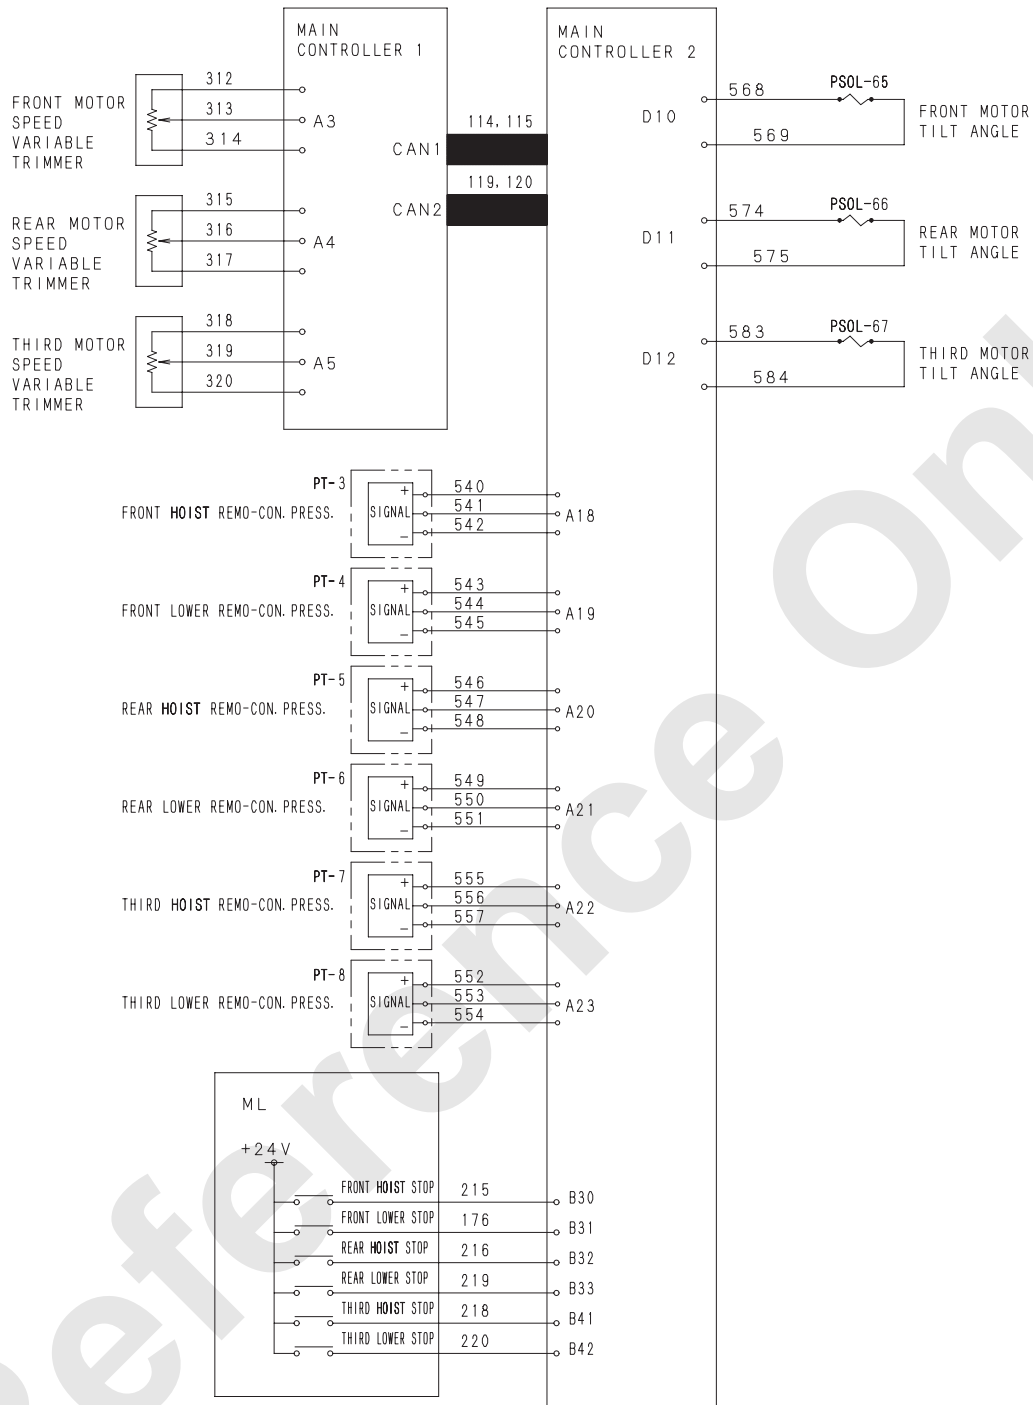 MAIN
CONTROLLER 1
MAIN
CONTROLLER 2
FRONT MOTOR
SPEED
VARIABLE
TRIMMER
312
313
314
A3
REAR MOTOR
SPEED
VARIABLE
TRIMMER
315
316
317
A4
THIRD MOTOR
SPEED
VARIABLE
TRIMMER
318
319
320
A5
CAN1
114, 115
CAN2
119, 120
D10
568
PSOL-65
569
FRONT MOTOR
TILT ANGLE
D11
574
PSOL-66
575
REAR MOTOR
TILT ANGLE
D12
583
PSOL-67
584
THIRD MOTOR
TILT ANGLE
PT-3
FRONT HOIST REMO-CON. PRESS.
+
SIGNAL
−
540
541
542
A18
PT-4
FRONT LOWER REMO-CON. PRESS.
+
SIGNAL
−
543
544
545
A19
PT-5
REAR HOIST REMO-CON. PRESS.
+
SIGNAL
−
546
547
548
A20
PT-6
REAR LOWER REMO-CON. PRESS.
+
SIGNAL
−
549
550
551
A21
PT-7
THIRD HOIST REMO-CON. PRESS.
+
SIGNAL
−
555
556
557
A22
PT-8
THIRD LOWER REMO-CON. PRESS.
+
SIGNAL
−
552
553
554
A23
ML
+24V
FRONT HOIST STOP 215 B30
FRONT LOWER STOP 176 B31
REAR HOIST STOP 216 B32
REAR LOWER STOP 219 B33
THIRD HOIST STOP 218 B41
THIRD LOWER STOP 220 B42